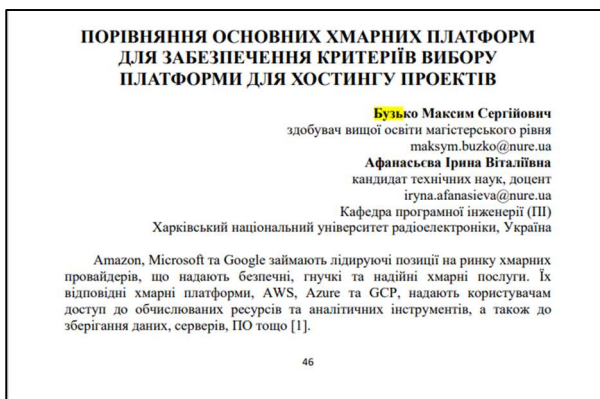 ПОРІВНЯННЯ ОСНОВНИХ ХМАРНИХ ПЛАТФОРМ
ДЛЯ ЗАБЕЗПЕЧЕННЯ КРИТЕРІЇВ ВИБОРУ
ПЛАТФОРМИ ДЛЯ ХОСТИНГУ ПРОЕКТІВ
Бузько Максим Сергійович
здобувач вищої освіти магістерського рівня
maksym.buzko@nure.ua
Афанасьєва Ірина Віталіївна
кандидат технічних наук, доцент
iryna.afanasieva@nure.ua
Кафедра програмної інженерії (ПІ)
Харківський національний університет радіоелектроніки, Україна
Amazon, Microsoft та Google займають лідируючі позиції на ринку хмарних
провайдерів, що надають безпечні, гнучкі та надійні хмарні послуги. Їх
відповідні хмарні платформи, AWS, Azure та GCP, надають користувачам
доступ до обчислюваних ресурсів та аналітичних інструментів, а також до
зберігання даних, серверів, ПО тощо [1].
46